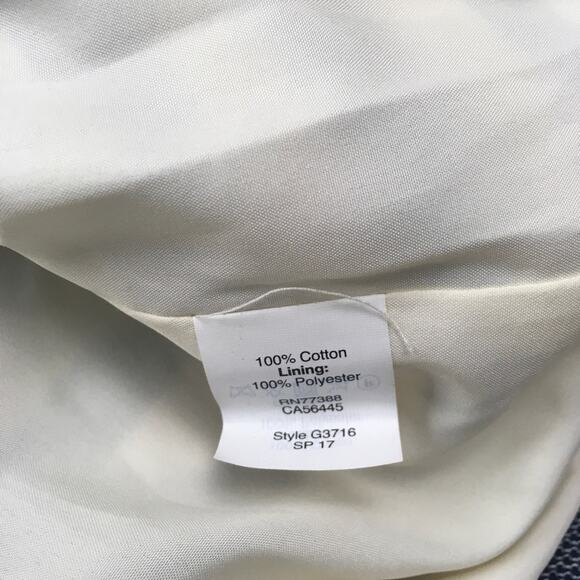 100% Cotton
Lining:
100% Polyester
RN77388
CA56445
Style G3716
SP 17